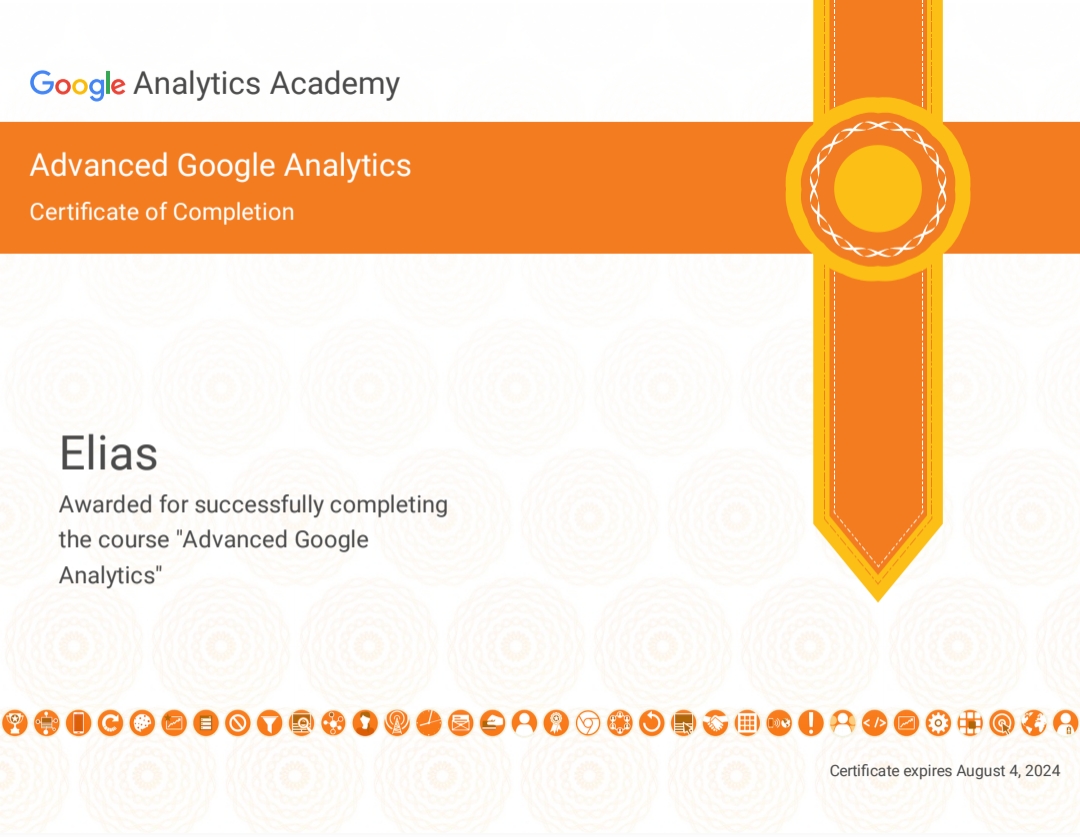 Google Analytics Academy
Advanced Google Analytics
Certificate of Completion
Elias
Awarded for successfully completing
the course "Advanced Google
Analytics"
Certificate expires August 4, 2024